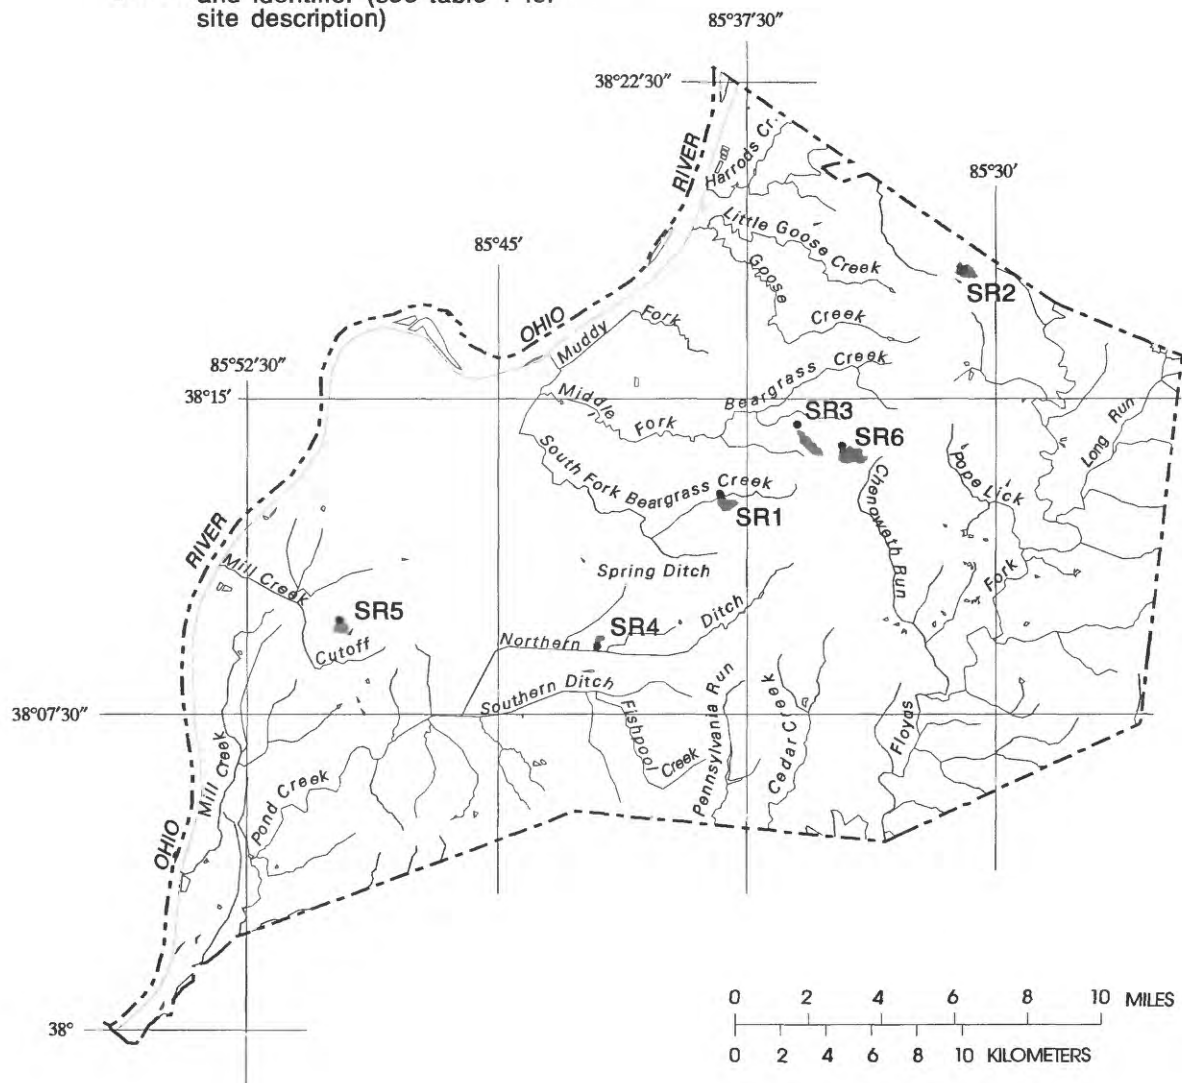 and identifier (see table 1 for
site description)
85°37'30"
38°22'30"
RIVER
Harrods Cr.
85°30'
Little Goose Creek
85°45'
Goose
Creek
SR2
OHIO
Muddy
Fork
85°52'30"
38°15'
Beargrass Creek
Middle
Fork
SR3
SR6
Long Run
South Fork Beargrass Creek
Pope Lick
Chenoweth Run
SR1
RIVER
Mill Creek
Spring Ditch
Fork
SR5
Cutoff
Northern
Ditch
SR4
38°07'30"
Southern Ditch
Fishpool
Creek
Pennsylvania Run
Cedar Creek
Floyds
Mill Creek
Pond Creek
OHIO
38°
0 2 4 6 8 10 MILES
0 2 4 6 8 10 KILOMETERS